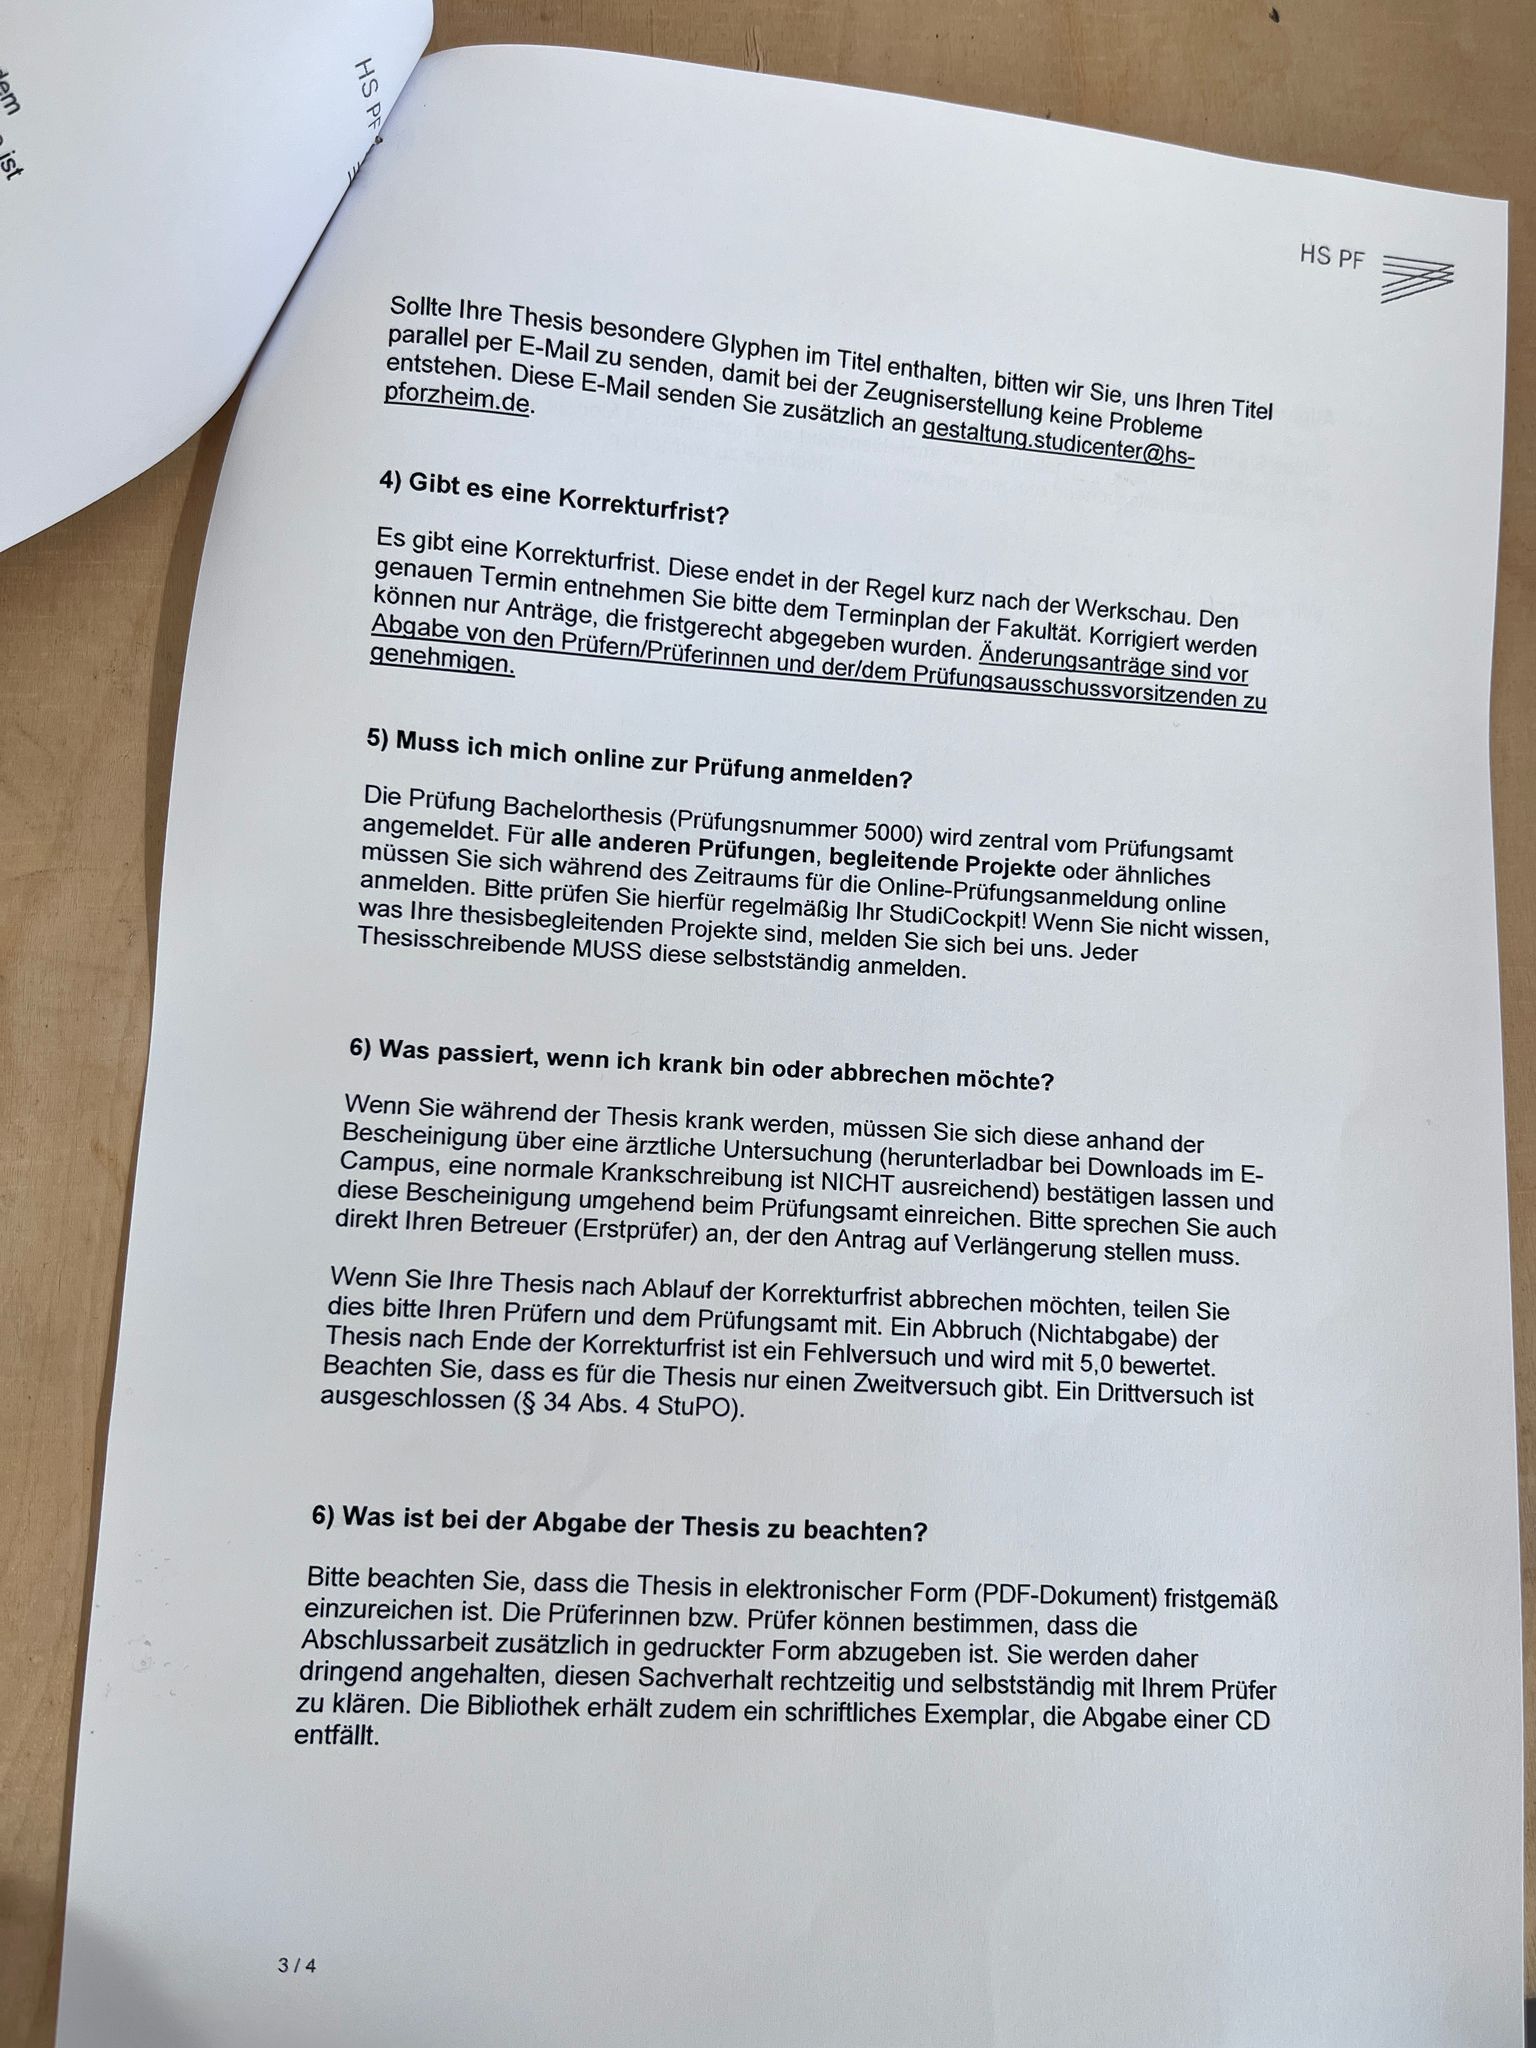 dem
ist
HS PF
HS PF
Sollte Ihre Thesis besondere Glyphen im Titel enthalten, bitten wir Sie, uns Ihren Titel
parallel per E-Mail zu senden, damit bei der Zeugniserstellung keine Probleme
entstehen. Diese E-Mail senden Sie zusätzlich an gestaltung.studicenter@hs-
pforzheim.de.
4) Gibt es eine Korrekturfrist?
Es gibt eine Korrekturfrist. Diese endet in der Regel kurz nach der Werkschau. Den
genauen Termin entnehmen Sie bitte dem Terminplan der Fakultät. Korrigiert werden
können nur Anträge, die fristgerecht abgegeben wurden. Änderungsanträge sind vor
Abgabe von den Prüfern/Prüferinnen und der/dem Prüfungsausschussvorsitzenden zu
genehmigen.
5) Muss ich mich online zur Prüfung anmelden?
Die Prüfung Bachelorthesis (Prüfungsnummer 5000) wird zentral vom Prüfungsamt
angemeldet. Für alle anderen Prüfungen, begleitende Projekte oder ähnliches
müssen Sie sich während des Zeitraums für die Online-Prüfungsanmeldung online
anmelden. Bitte prüfen Sie hierfür regelmäßig Ihr StudiCockpit! Wenn Sie nicht wissen,
was Ihre thesisbegleitenden Projekte sind, melden Sie sich bei uns. Jeder
Thesisschreibende MUSS diese selbstständig anmelden.
6) Was passiert, wenn ich krank bin oder abbrechen möchte?
Wenn Sie während der Thesis krank werden, müssen Sie sich diese anhand der
Bescheinigung über eine ärztliche Untersuchung (herunterladbar bei Downloads im E-
Campus, eine normale Krankschreibung ist NICHT ausreichend) bestätigen lassen und
diese Bescheinigung umgehend beim Prüfungsamt einreichen. Bitte sprechen Sie auch
direkt Ihren Betreuer (Erstprüfer) an, der den Antrag auf Verlängerung stellen muss.
Wenn Sie Ihre Thesis nach Ablauf der Korrekturfrist abbrechen möchten, teilen Sie
dies bitte Ihren Prüfern und dem Prüfungsamt mit. Ein Abbruch (Nichtabgabe) der
Thesis nach Ende der Korrekturfrist ist ein Fehlversuch und wird mit 5,0 bewertet.
Beachten Sie, dass es für die Thesis nur einen Zweitversuch gibt. Ein Drittversuch ist
ausgeschlossen (§ 34 Abs. 4 StuPO).
6) Was ist bei der Abgabe der Thesis zu beachten?
Bitte beachten Sie, dass die Thesis in elektronischer Form (PDF-Dokument) fristgemäß
einzureichen ist. Die Prüferinnen bzw. Prüfer können bestimmen, dass die
Abschlussarbeit zusätzlich in gedruckter Form abzugeben ist. Sie werden daher
dringend angehalten, diesen Sachverhalt rechtzeitig und selbstständig mit Ihrem Prüfer
zu klären. Die Bibliothek erhält zudem ein schriftliches Exemplar, die Abgabe einer CD
entfällt.
3 / 4